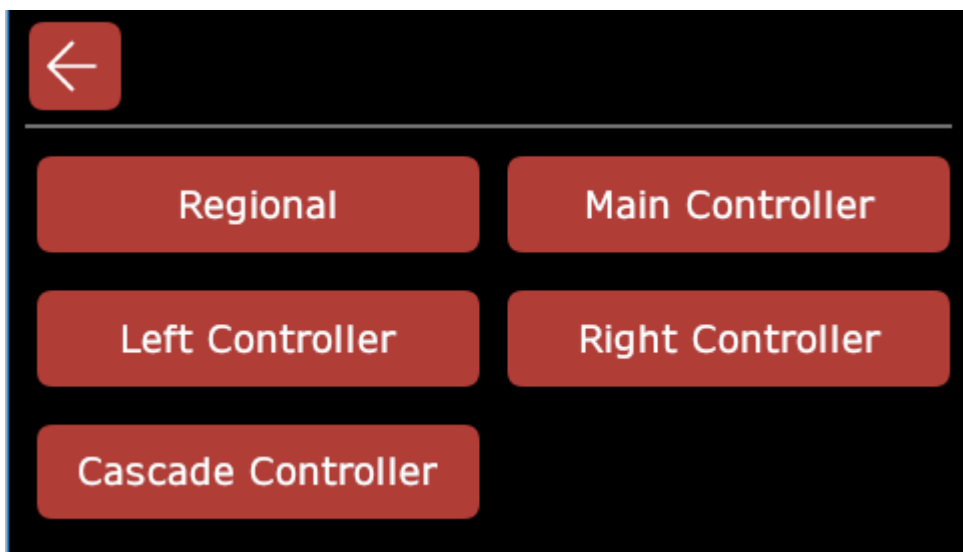 Regional
Main Controller
Left Controller
Right Controller
Cascade Controller